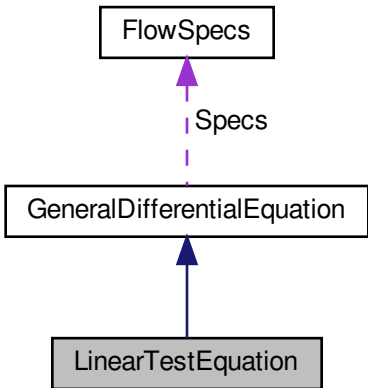 FlowSpecs
Specs
GeneralDifferentialEquation
LinearTestEquation